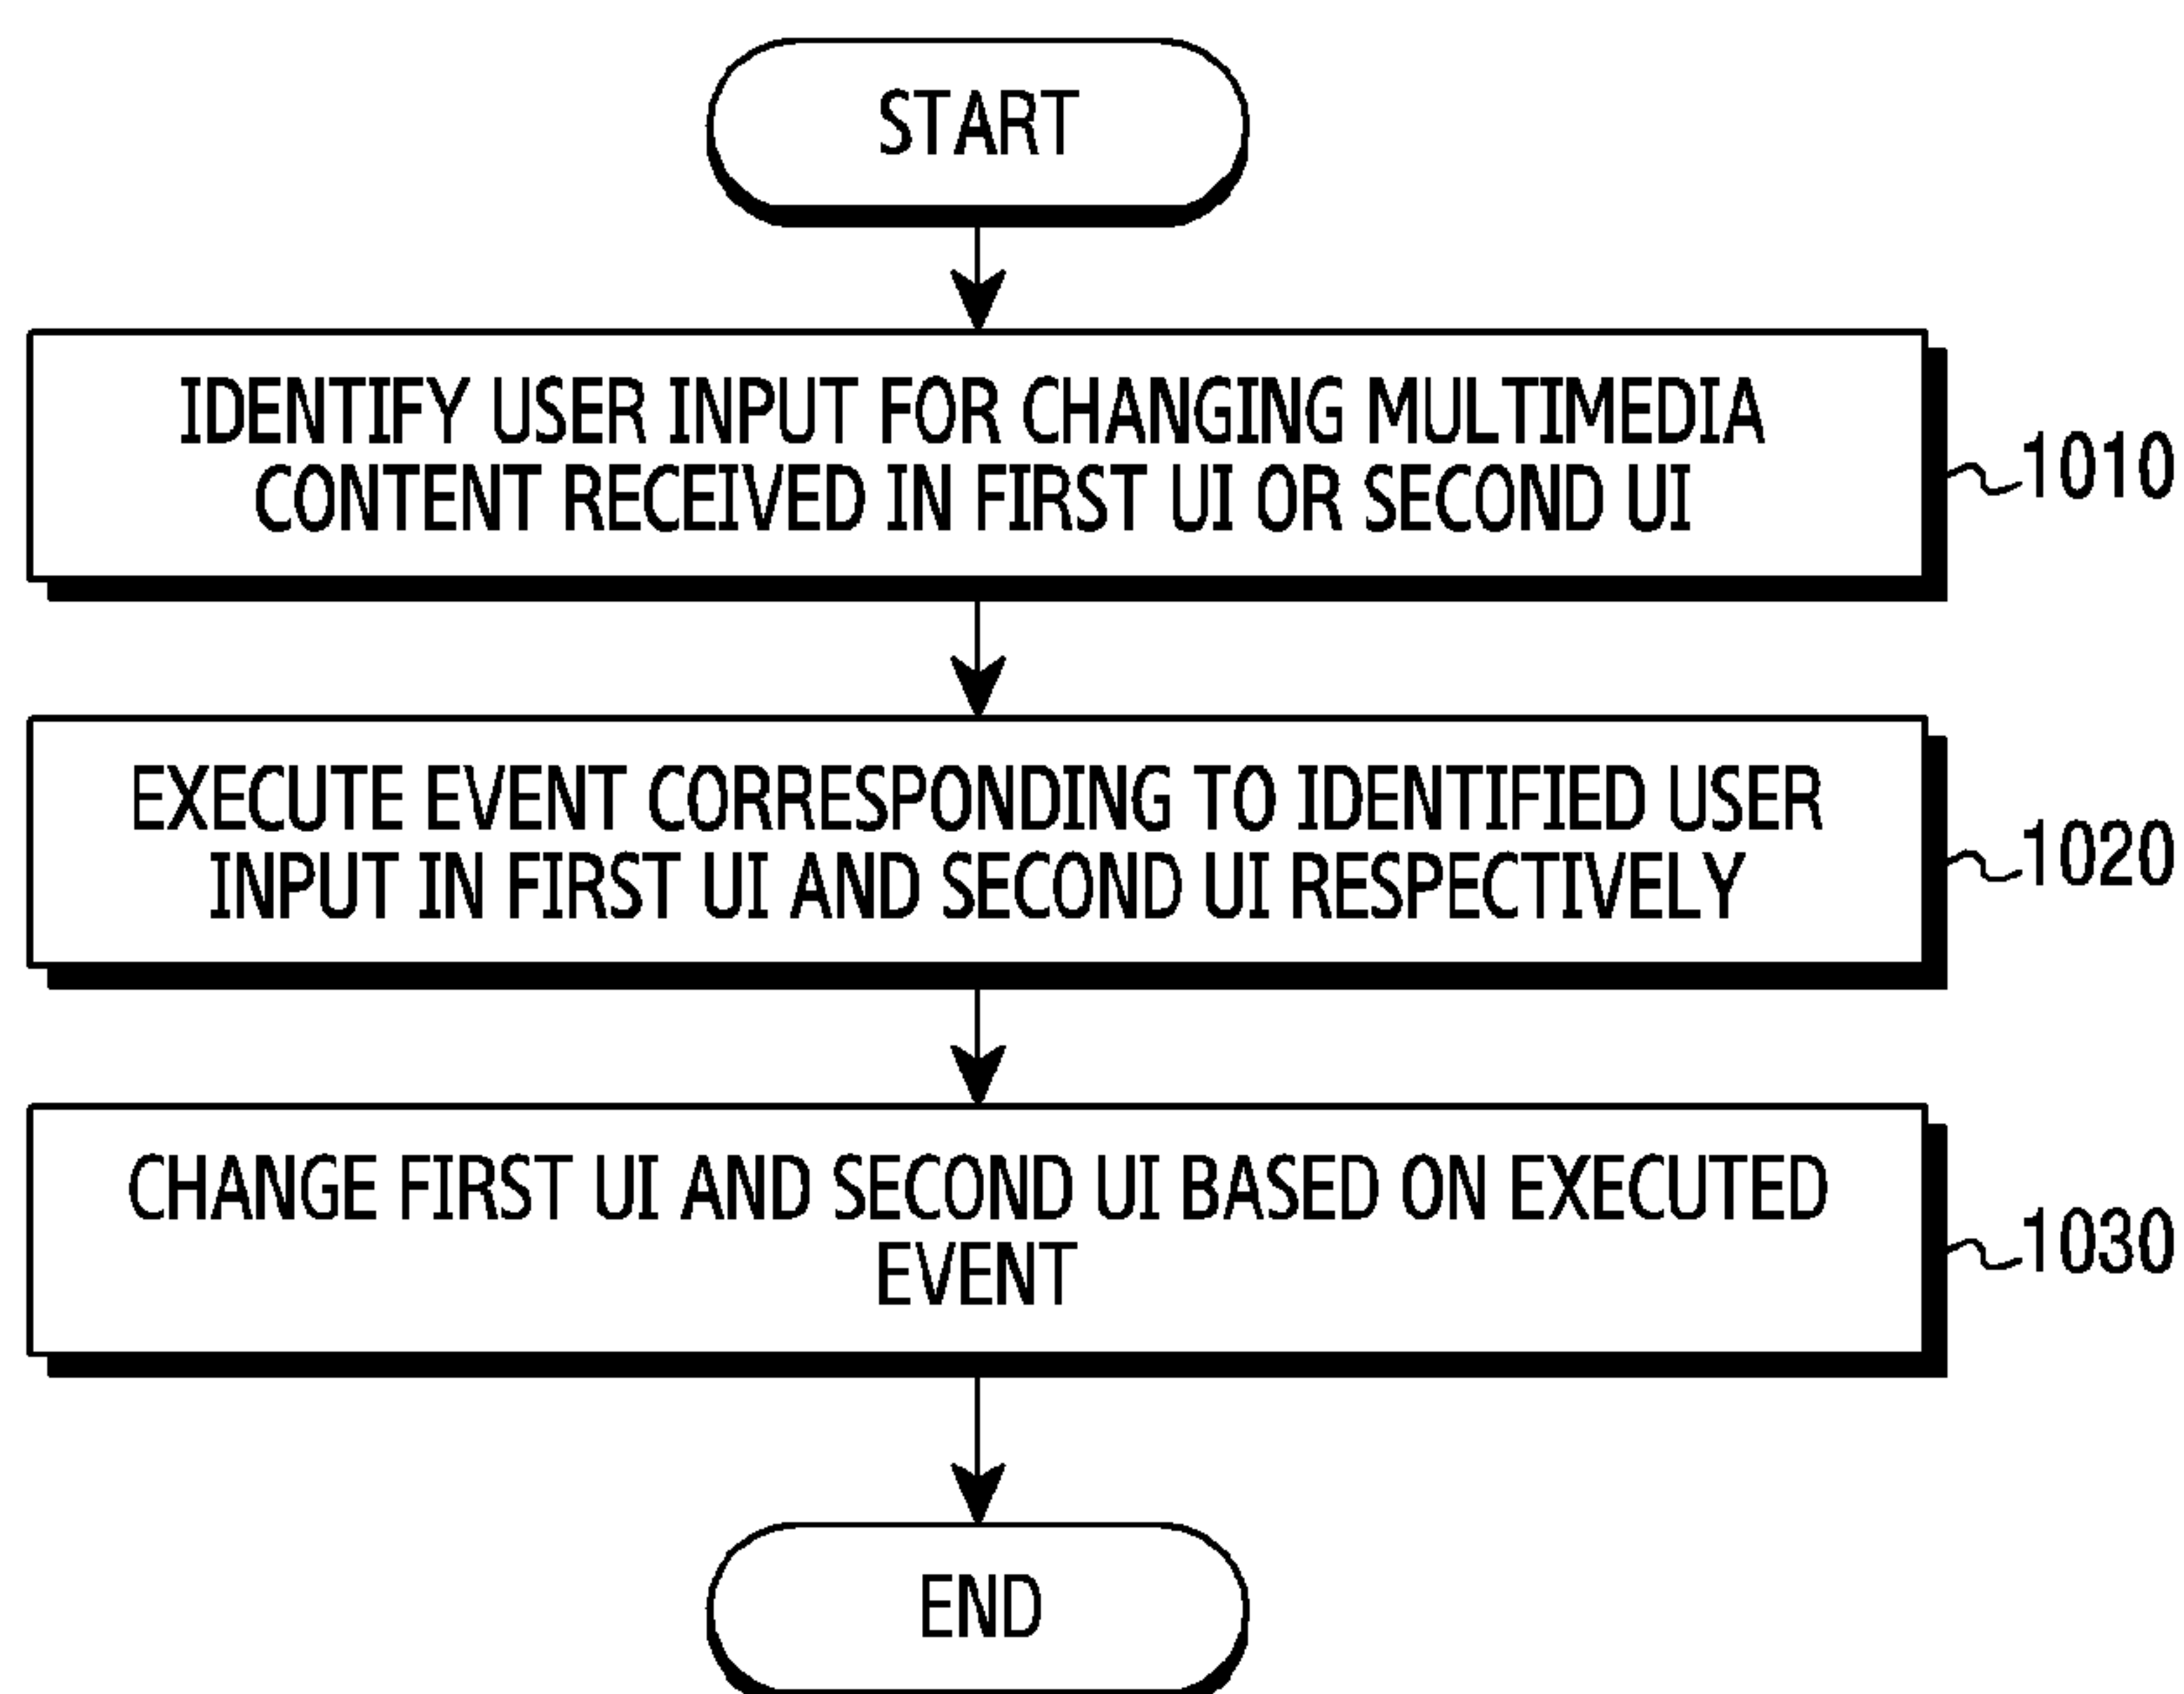 START
IDENTIFY USER INPUT FOR CHANGING MULTIMEDIA
CONTENT RECEIVED IN FIRST UI OR SECOND UI
1010
EXECUTE EVENT CORRESPONDING TO IDENTIFIED USER
INPUT IN FIRST UI AND SECOND UI RESPECTIVELY
1020
CHANGE FIRST UI AND SECOND UI BASED ON EXECUTED
EVENT
1030
END